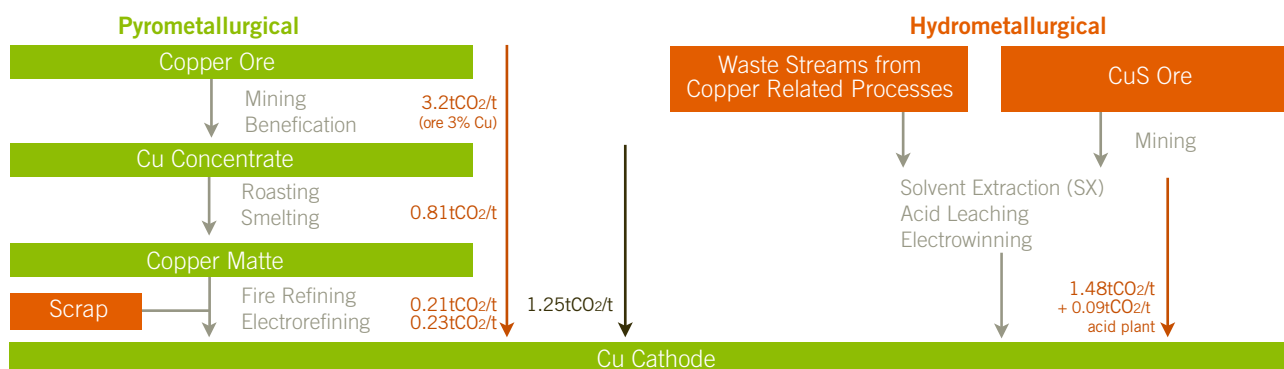 Pyrometallurgical
Copper Ore
Mining
Benefication
3.2tCO2/t
(ore 3% Cu)
Cu Concentrate
Roasting
Smelting
0.81tCO2/t
Copper Matte
Scrap
Fire Refining
Electrorefining
0.21tCO2/t
0.23tCO2/t
1.25tCO2/t
Hydrometallurgical
Waste Streams from
Copper Related Processes
CuS Ore
Mining
Solvent Extraction (SX)
Acid Leaching
Electrowinning
1.48tCO2/t
+ 0.09tCO2/t
acid plant
Cu Cathode